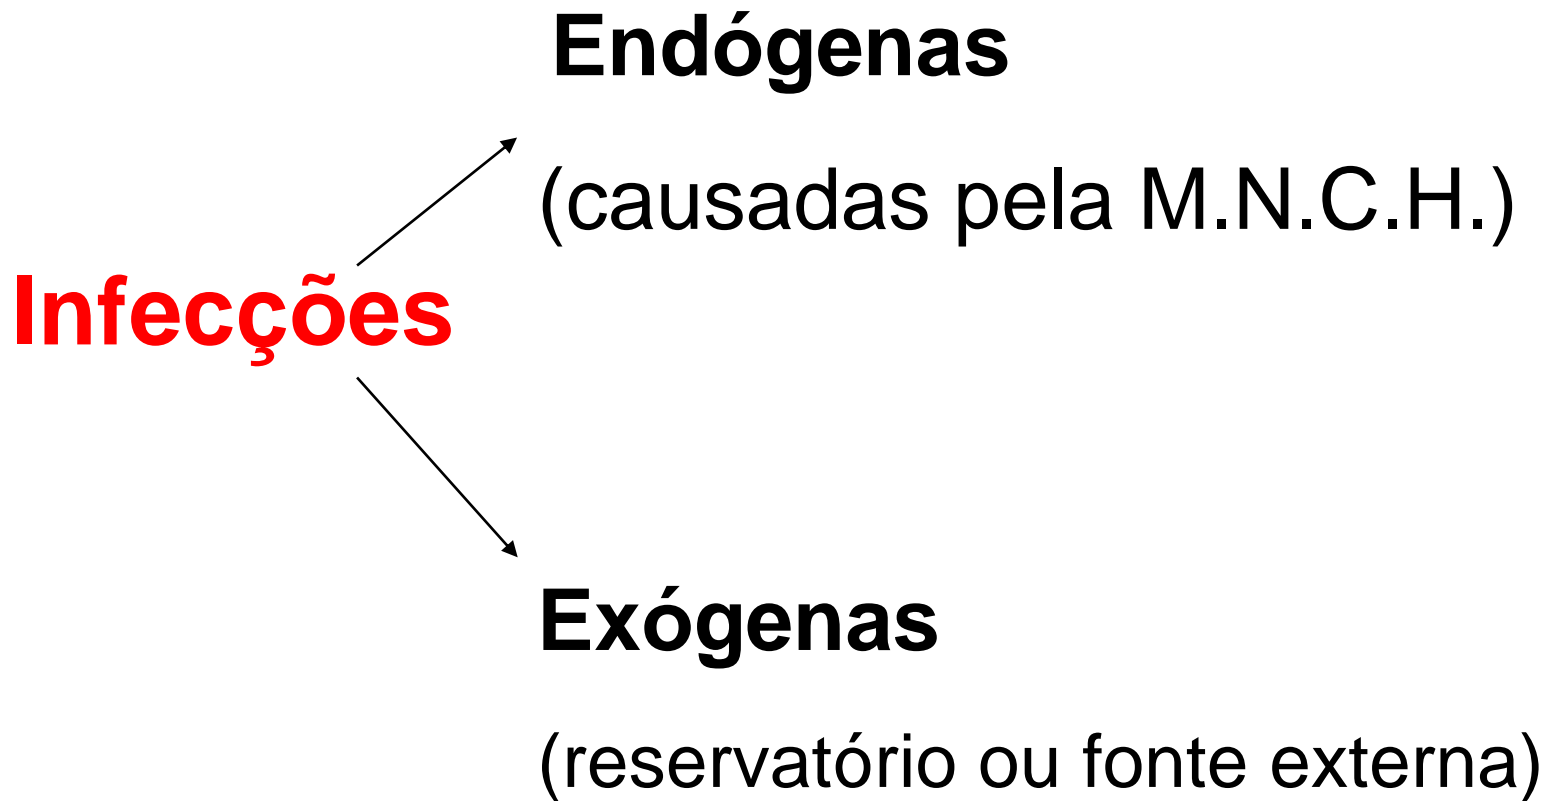 Endógenas
(causadas pela M.N.C.H.)
Infecções
Exógenas
(reservatório ou fonte externa)